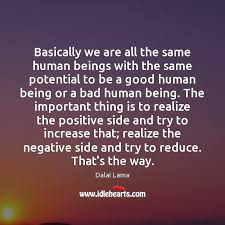 Basically we are all the same
human beings with the same
potential to be a good human
being or a bad human being. The
important thing is to realize
the positive side and try to
increase that; realize the
negative side and try to reduce.
That's the way.
Dalai Lama
www.idlehearts.com